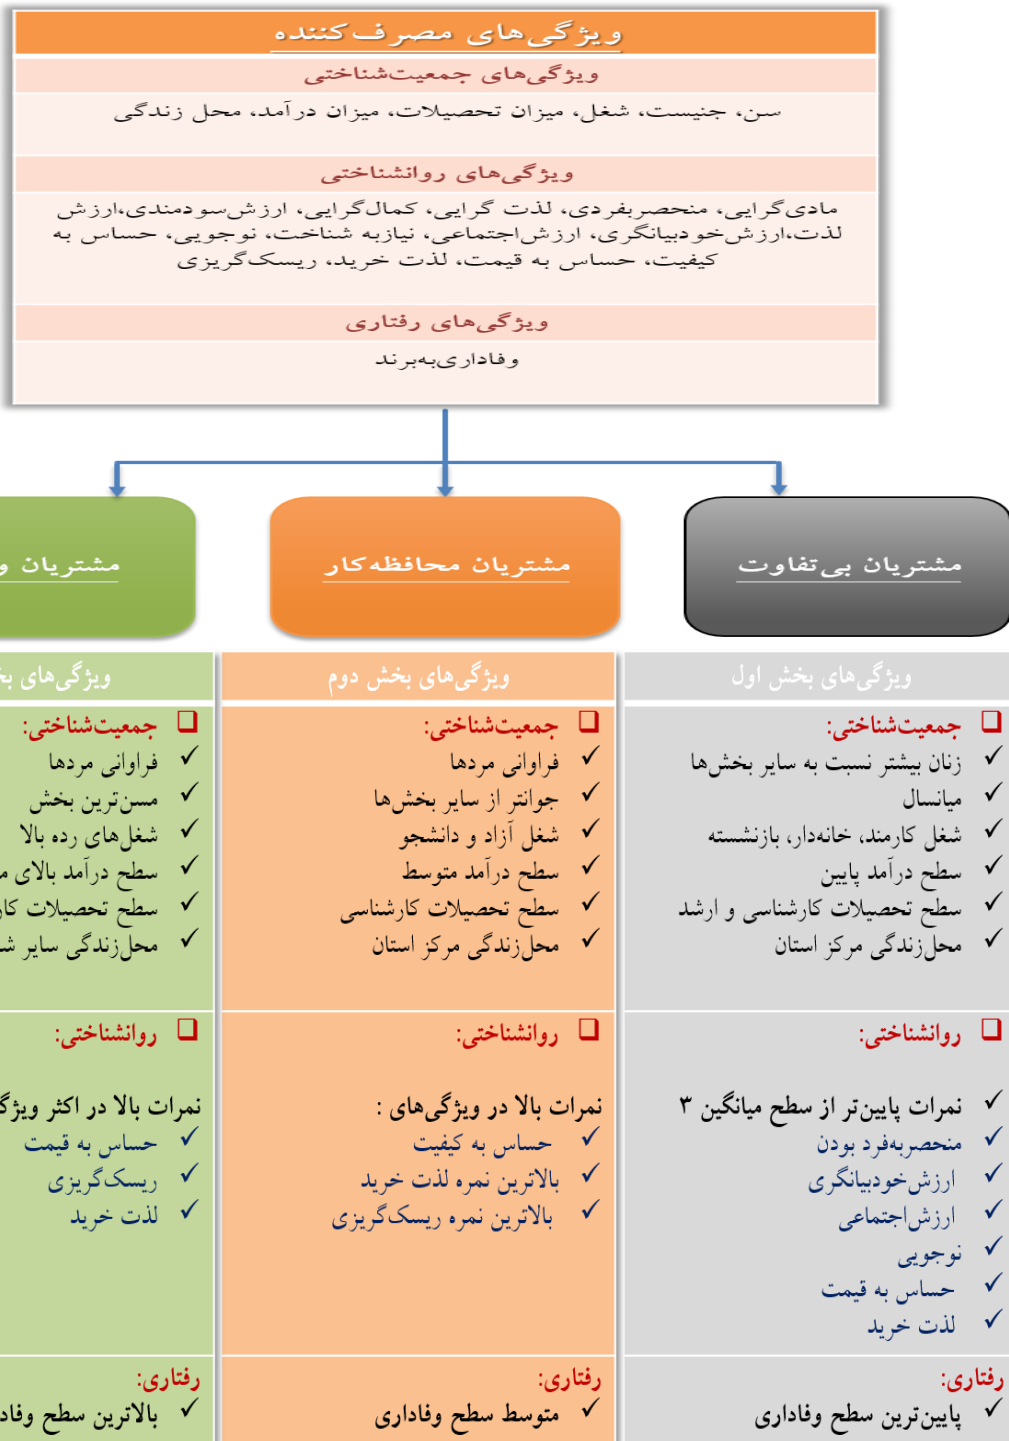 ویژگی‌های مصرف‌کننده
ویژگی‌های جمعیت‌شناختی
سن، جنیست، شغل، میزان تحصیلات، میزان درآمد، محل زندگی
ویژگی‌های روانشناختی
مادی‌گرایی، منحصربفردی، لذت گرایی، کمال‌گرایی، ارزش‌سودمندی،ارزش
لذت،ارزش‌خودبیانگری، ارزش‌اجتماعی، نیازبه شناخت، نوجویی، حساس به
کیفیت، حساس به قیمت، لذت خرید، ریسک‌گریزی
ویژگی‌های رفتاری
وفاداری‌به‌برند
مشتریان بی‌تفاوت
مشتریان محافظه‌کار
مشتریان
ویژگی‌های بخش اول
جمعیت‌شناختی:
زنان بیشتر نسبت به سایر بخش‌ها
میانسال
شغل کارمند، خانه‌دار، بازنشسته
سطح درآمد پایین
سطح تحصیلات کارشناسی و ارشد
محل‌زندگی مرکز استان
روانشناختی:
نمرات پایین‌تر از سطح میانگین ۳
منحصربه‌فرد بودن
ارزش‌خودبیانگری
ارزش‌اجتماعی
نوجویی
حساس به قیمت
لذت خرید
رفتاری:
پایین‌ترین سطح وفاداری
ویژگی‌های بخش دوم
جمعیت‌شناختی:
فراوانی مردها
جوانتر از سایر بخش‌ها
شغل آزاد و دانشجو
سطح درآمد متوسط
سطح تحصیلات کارشناسی
محل‌زندگی مرکز استان
روانشناختی:
نمرات بالا در ویژگی‌های :
حساس به کیفیت
بالاترین نمره لذت خرید
بالاترین نمره ریسک‌گریزی
رفتاری:
متوسط سطح وفاداری
ویژگی‌های
جمعیت‌شناختی:
فراوانی مردها
مسن‌ترین بخش
شغل‌های رده بالا
سطح درآمد بالای
سطح تحصیلات
محل‌زندگی سایر
روانشناختی:
نمرات بالا در اکثر
حساس به قیمت
ریسک‌گریزی
لذت خرید
رفتاری:
بالاترین سطح